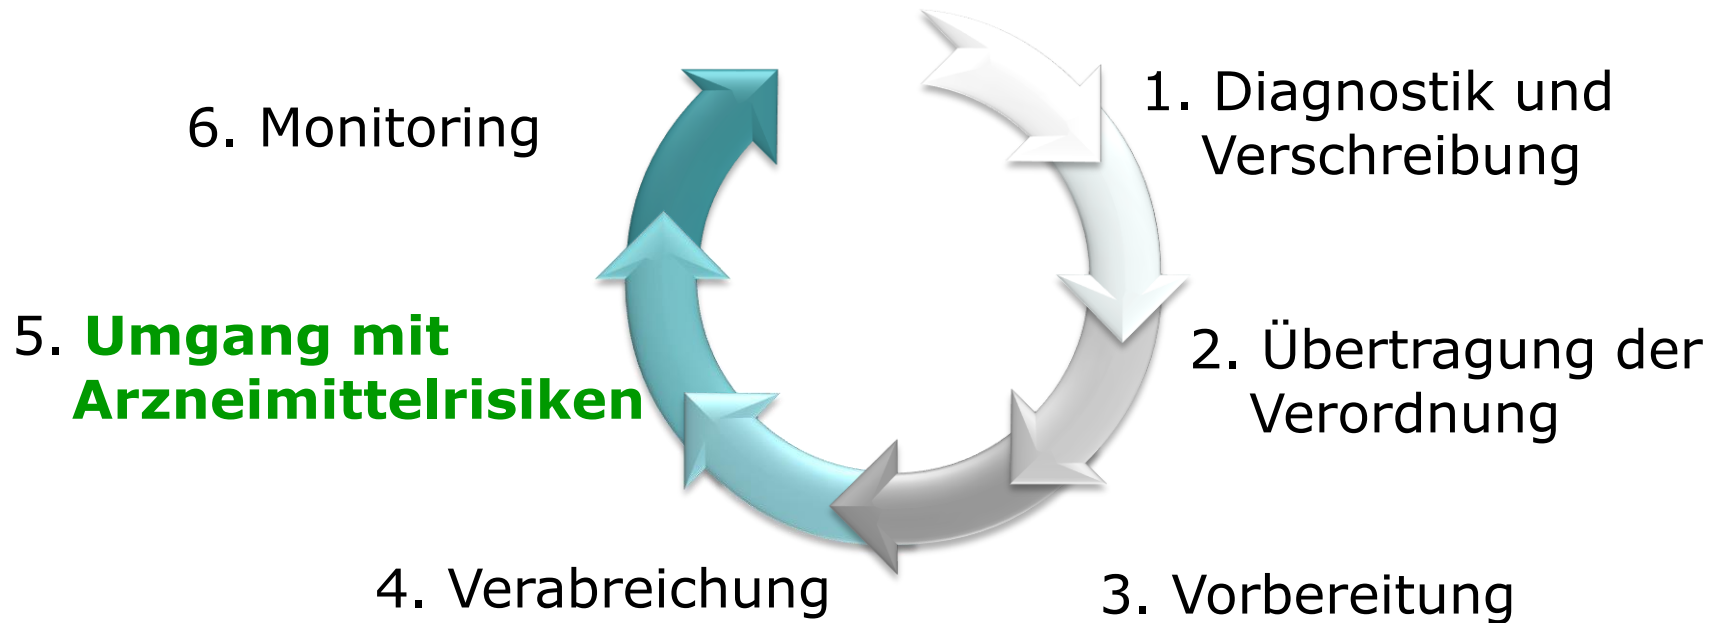 1. Diagnostik und
Verschreibung
2. Übertragung der
Verordnung
3. Vorbereitung
4. Verabreichung
5. Umgang mit
Arzneimittelrisiken
6. Monitoring